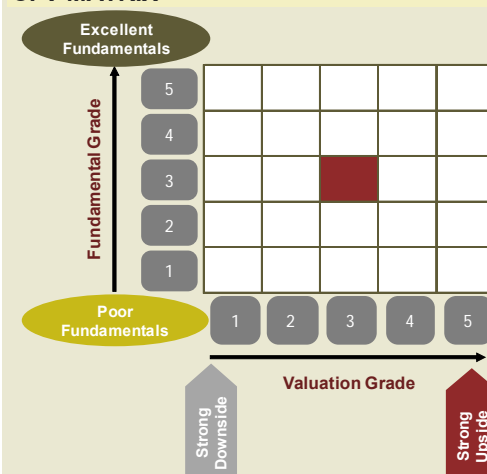 Excellent
Fundamentals
Fundamental Grade
5
4
3
2
1
Poor
Fundamentals
1
2
3
4
5
Valuation Grade
Strong
Downside
Strong
Upside